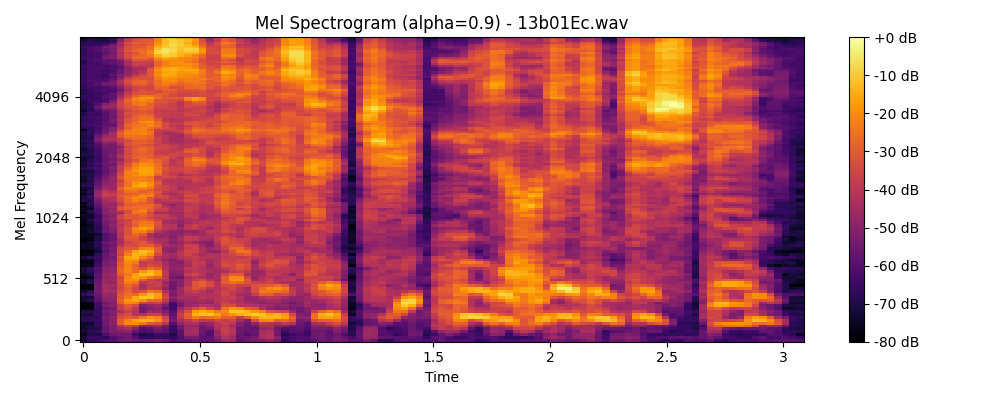 Mel Spectrogram (alpha=0.9) - 13b01Ec.wav
Mel Frequency
4096
2048
1024
512
0
0
0.5
1
1.5
2
2.5
3
Time
+0 dB
-10 dB
-20 dB
-30 dB
-40 dB
-50 dB
-60 dB
-70 dB
-80 dB